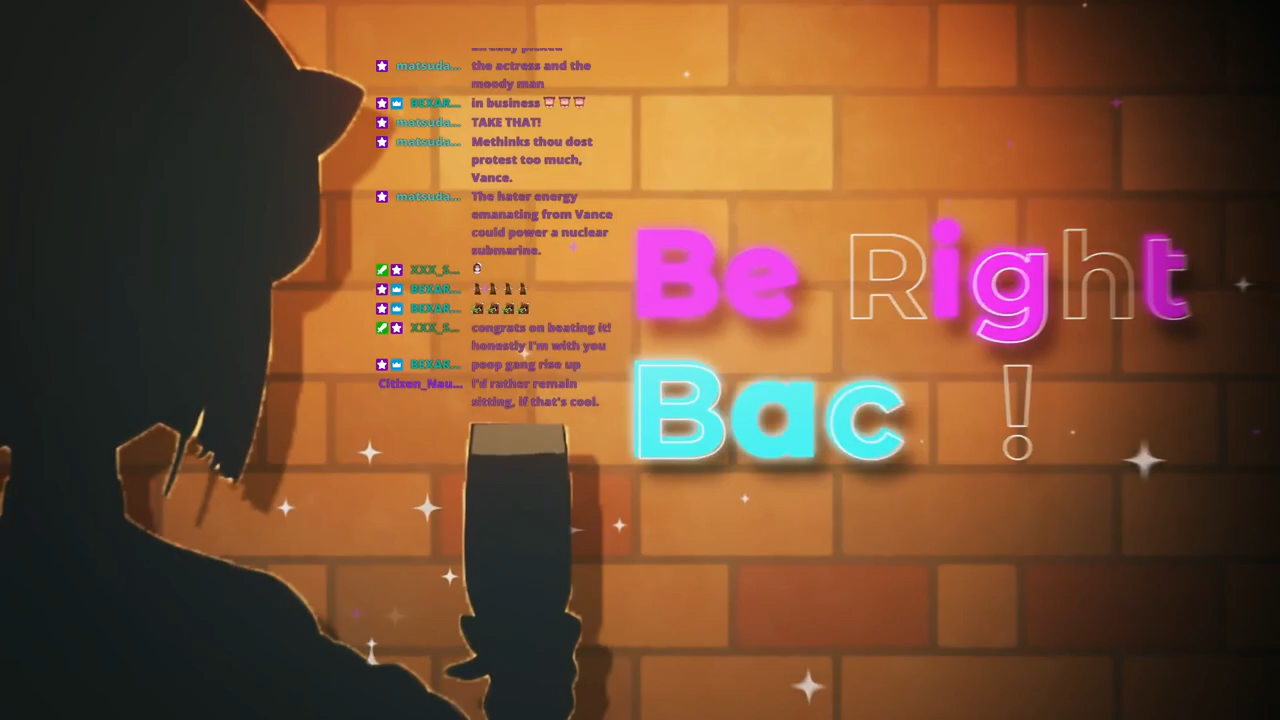 matsuda... the actress and the
moody man
BEXAR... in business
matsuda... TAKE THAT!
matsuda... Methinks thou dost
protest too much,
Vance.
matsuda... The hater energy
emanating from Vance
could power a nuclear
submarine.
XXX_S...
BEXAR...
BEXAR...
XXX_S... congrats on beating it!
honestly I'm with you
BEXAR... poop gang rise up
Citizen_Nau... I'd rather remain
sitting, if that's cool.
Be Right
Bac !